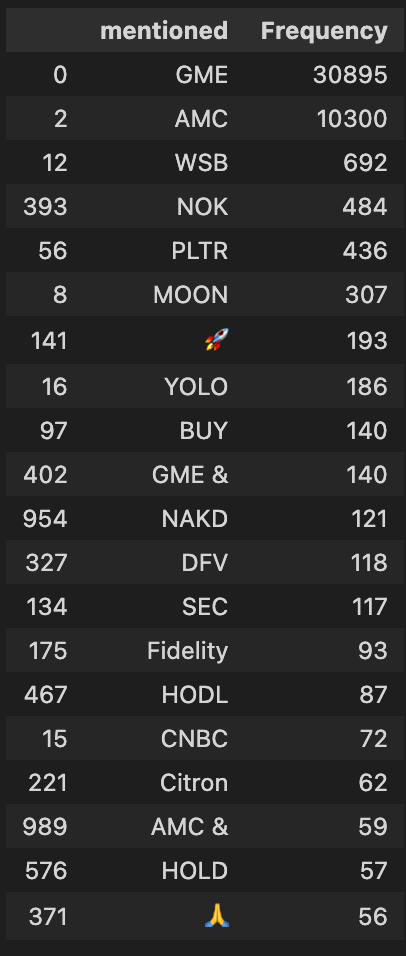 mentioned Frequency
0 GME 30895
2 AMC 10300
12 WSB 692
393 NOK 484
56 PLTR 436
8 MOON 307
141 🚀 193
16 YOLO 186
97 BUY 140
402 GME & 140
954 NAKD 121
327 DFV 118
134 SEC 117
175 Fidelity 93
467 HODL 87
15 CNBC 72
221 Citron 62
989 AMC & 59
576 HOLD 57
371 🙏 56